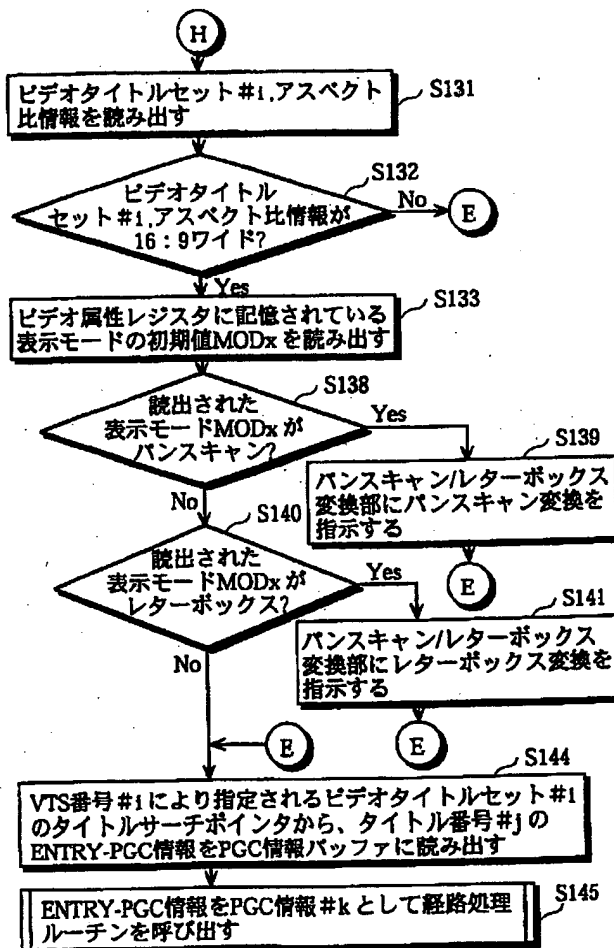 H
S131
ビデオタイトルセット#i,アスペクト
比情報を読み出す
S132
ビデオタイトル
セット#i,アスペクト比情報が
16:9ワイド?
No
E
Yes
S133
ビデオ属性レジスタに記憶されている
表示モードの初期値MODxを読み出す
S138
読出された
表示モードMODxが
パンスキャン?
Yes
S139
パンスキャン/レターボックス
変換部にパンスキャン変換を
指示する
E
No
S140
読出された
表示モードMODxが
レターボックス?
Yes
S141
パンスキャン/レターボックス
変換部にレターボックス変換を
指示する
E
No
E
S144
VTS番号#iにより指定されるビデオタイトルセット#i
のタイトルサーチポインタから、タイトル番号#jの
ENTRY-PGC情報をPGC情報バッファに読み出す
S145
ENTRY-PGC情報をPGC情報#kとして経路処理
ルーチンを呼び出す